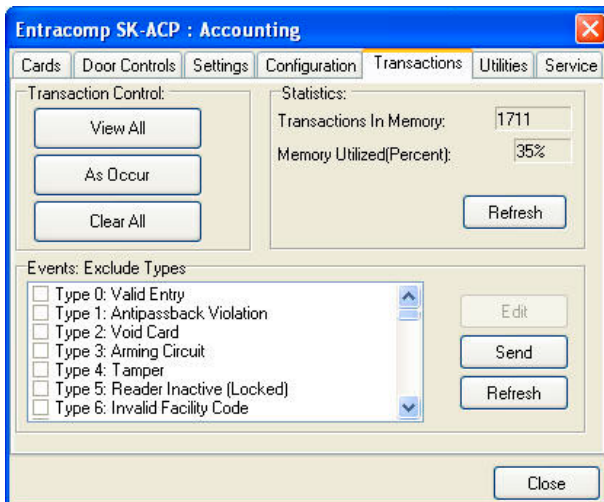 Entracomp SK-ACP : Accounting
Cards Door Controls Settings Configuration Transactions Utilities Service
Transaction Control:
View All
As Occur
Clear All
Statistics:
Transactions In Memory: 1711
Memory Utilized(Percent): 35%
Refresh
Events: Exclude Types
Type 0: Valid Entry
Type 1: Antipassback Violation
Type 2: Void Card
Type 3: Arming Circuit
Type 4: Tamper
Type 5: Reader Inactive (Locked)
Type 6: Invalid Facility Code
Edit
Send
Refresh
Close